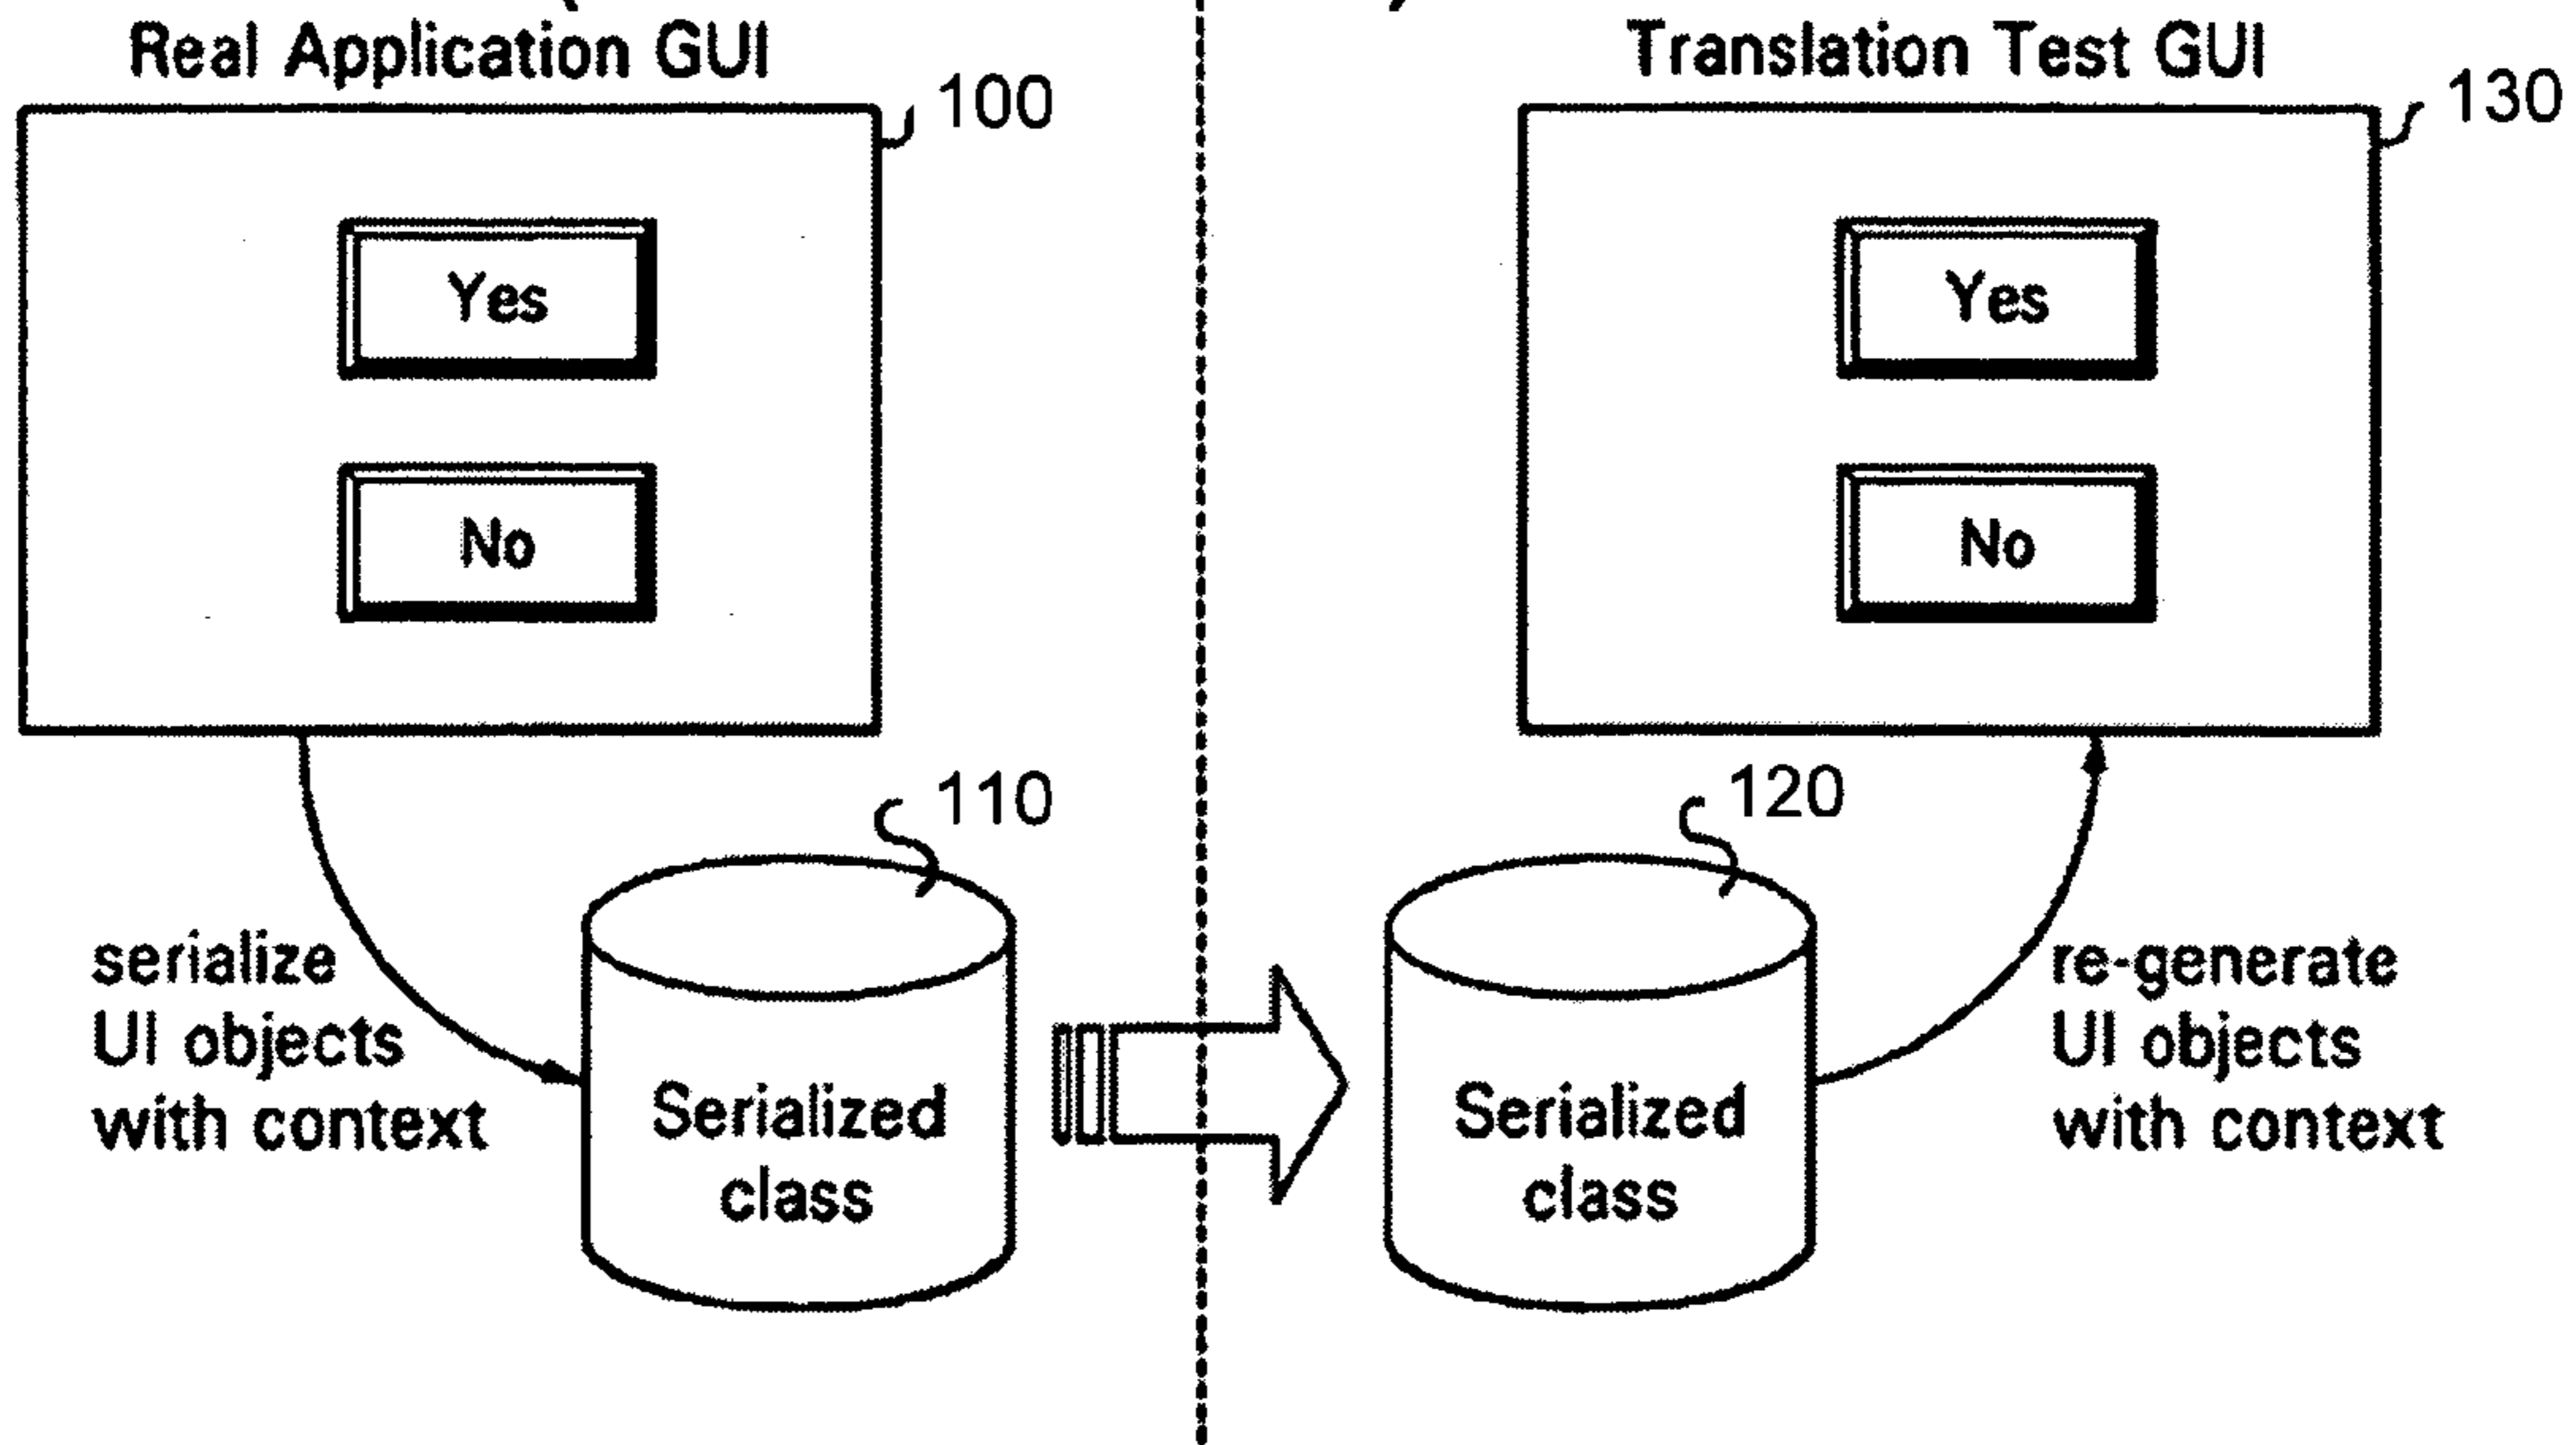 Real Application GUI
100
Yes
No
serialize
UI objects
with context
110
Serialized
class
Translation Test GUI
130
Yes
No
120
Serialized
class
re-generate
UI objects
with context